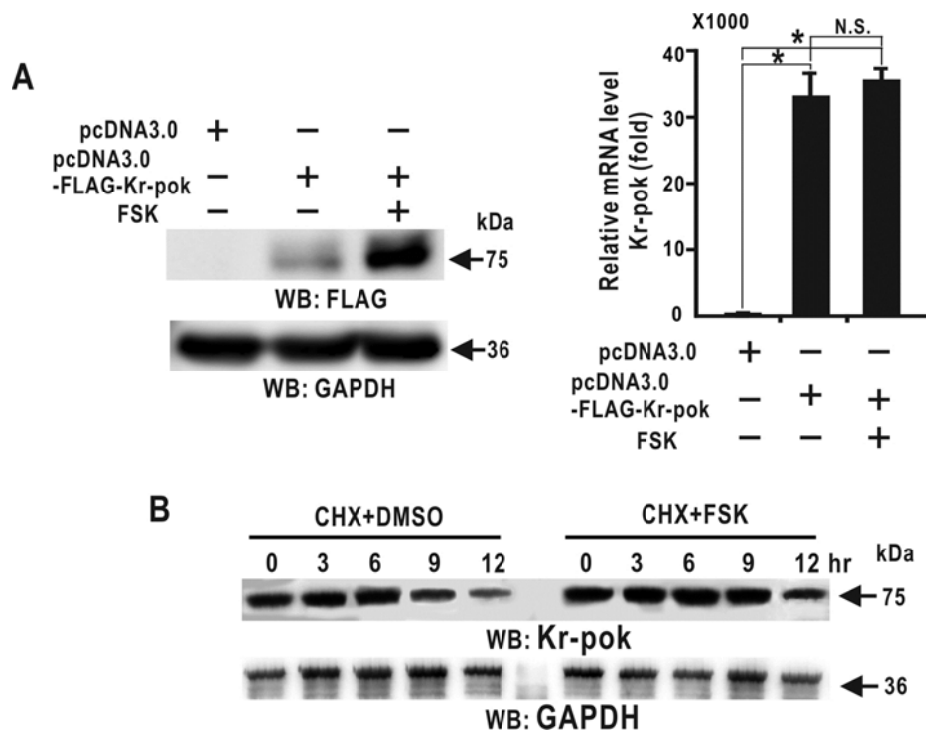 A
pcDNA3.0 + − −
pcDNA3.0
-FLAG-Kr-pok − + +
FSK − − +
kDa
75
WB: FLAG
36
WB: GAPDH
X1000
N.S.
*
*
40
30
20
10
0
Relative mRNA level
Kr-pok (fold)
pcDNA3.0 + − −
pcDNA3.0
-FLAG-Kr-pok − + +
FSK − − +
B
CHX+DMSO CHX+FSK
0 3 6 9 12 0 3 6 9 12 hr kDa
75
WB: Kr-pok
36
WB: GAPDH